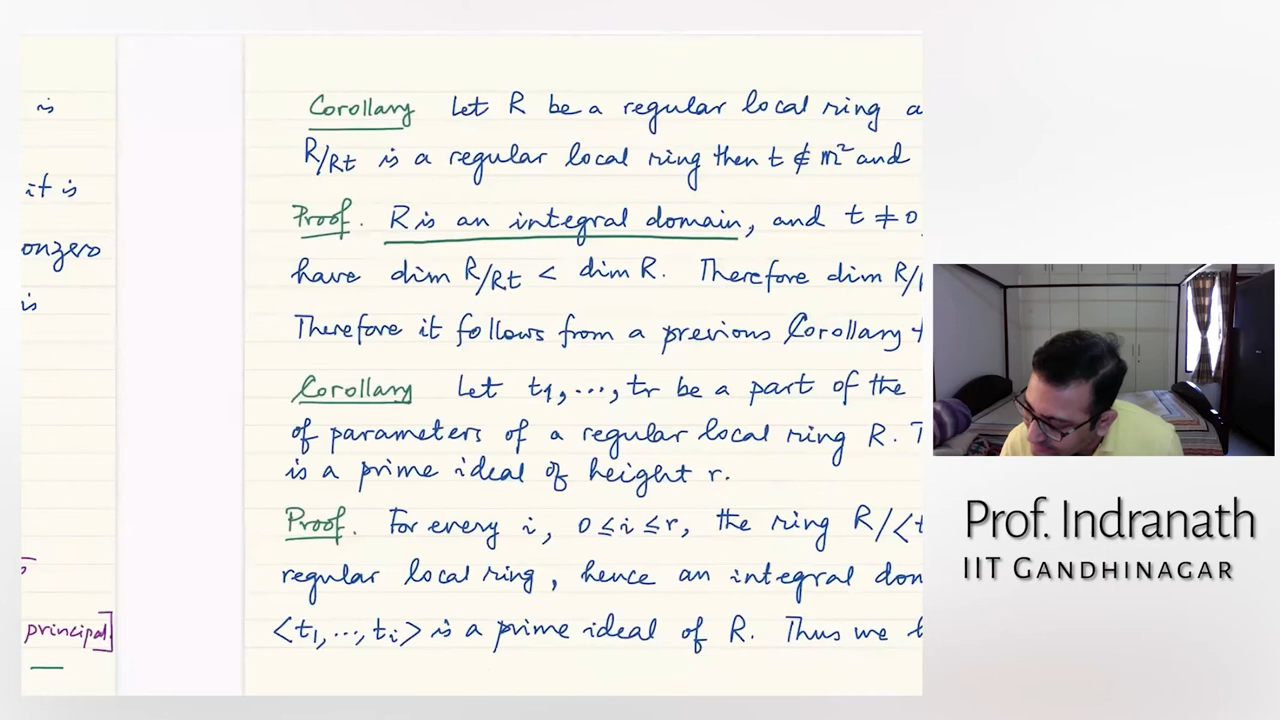 is
it is
onzero
is
principal]
Corollary Let R be a regular local ring a
R/Rt is a regular local ring then t ∉ m² and
Proof. R is an integral domain, and t ≠ 0,
have dim R/Rt < dim R. Therefore dim R/
Therefore it follows from a previous Corollary
Corollary Let t1, ..., tr be a part of the
of parameters of a regular local ring R.
is a prime ideal of height r.
Proof. For every i, 0 ≤ i ≤ r, the ring R/<t
regular local ring, hence an integral dom
<t1, ..., ti> is a prime ideal of R. Thus we
Prof. Indranath
IIT GANDHINAGAR